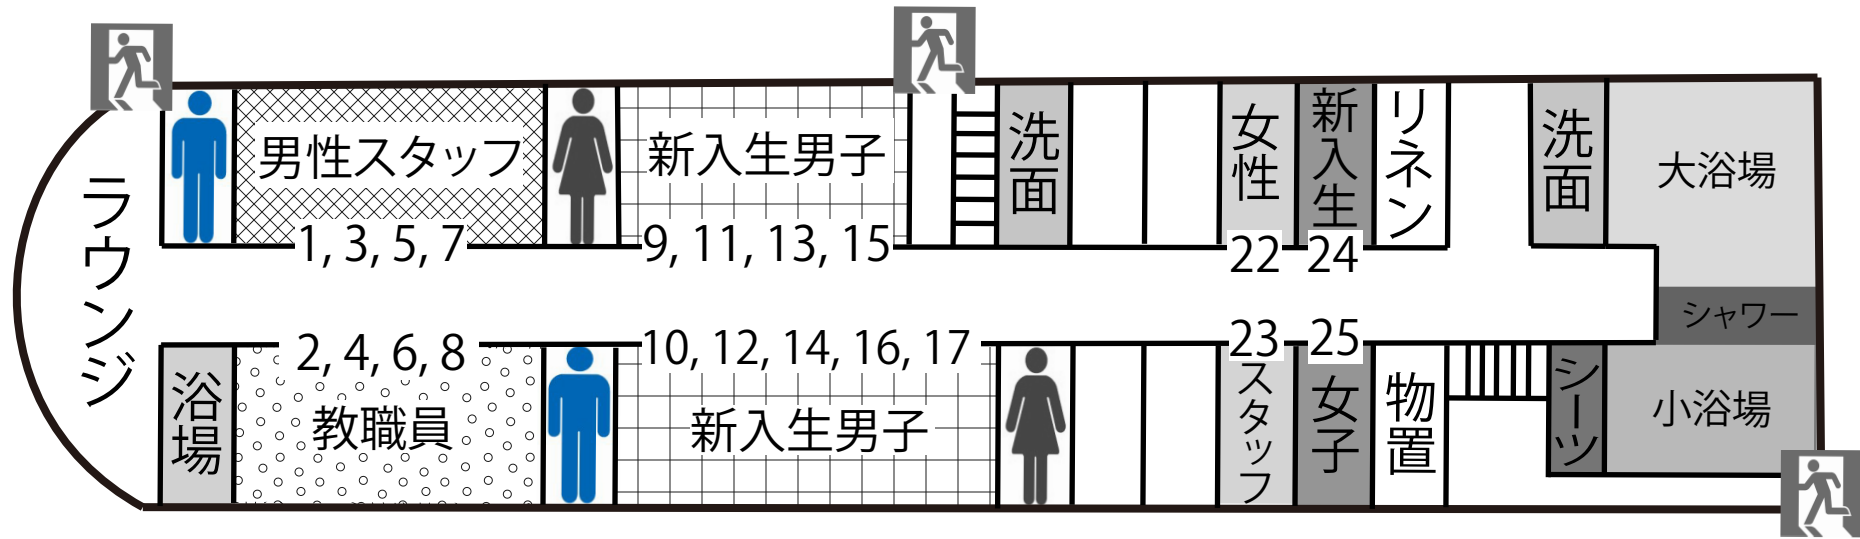 ラウンジ
男性スタッフ
1, 3, 5, 7
新入生男子
9, 11, 13, 15
洗面
女性
22
新入生
24
リネン
洗面
大浴場
シャワー
浴場
2, 4, 6, 8
教職員
10, 12, 14, 16, 17
新入生男子
23
スタッフ
25
女子
物置
シーツ
小浴場